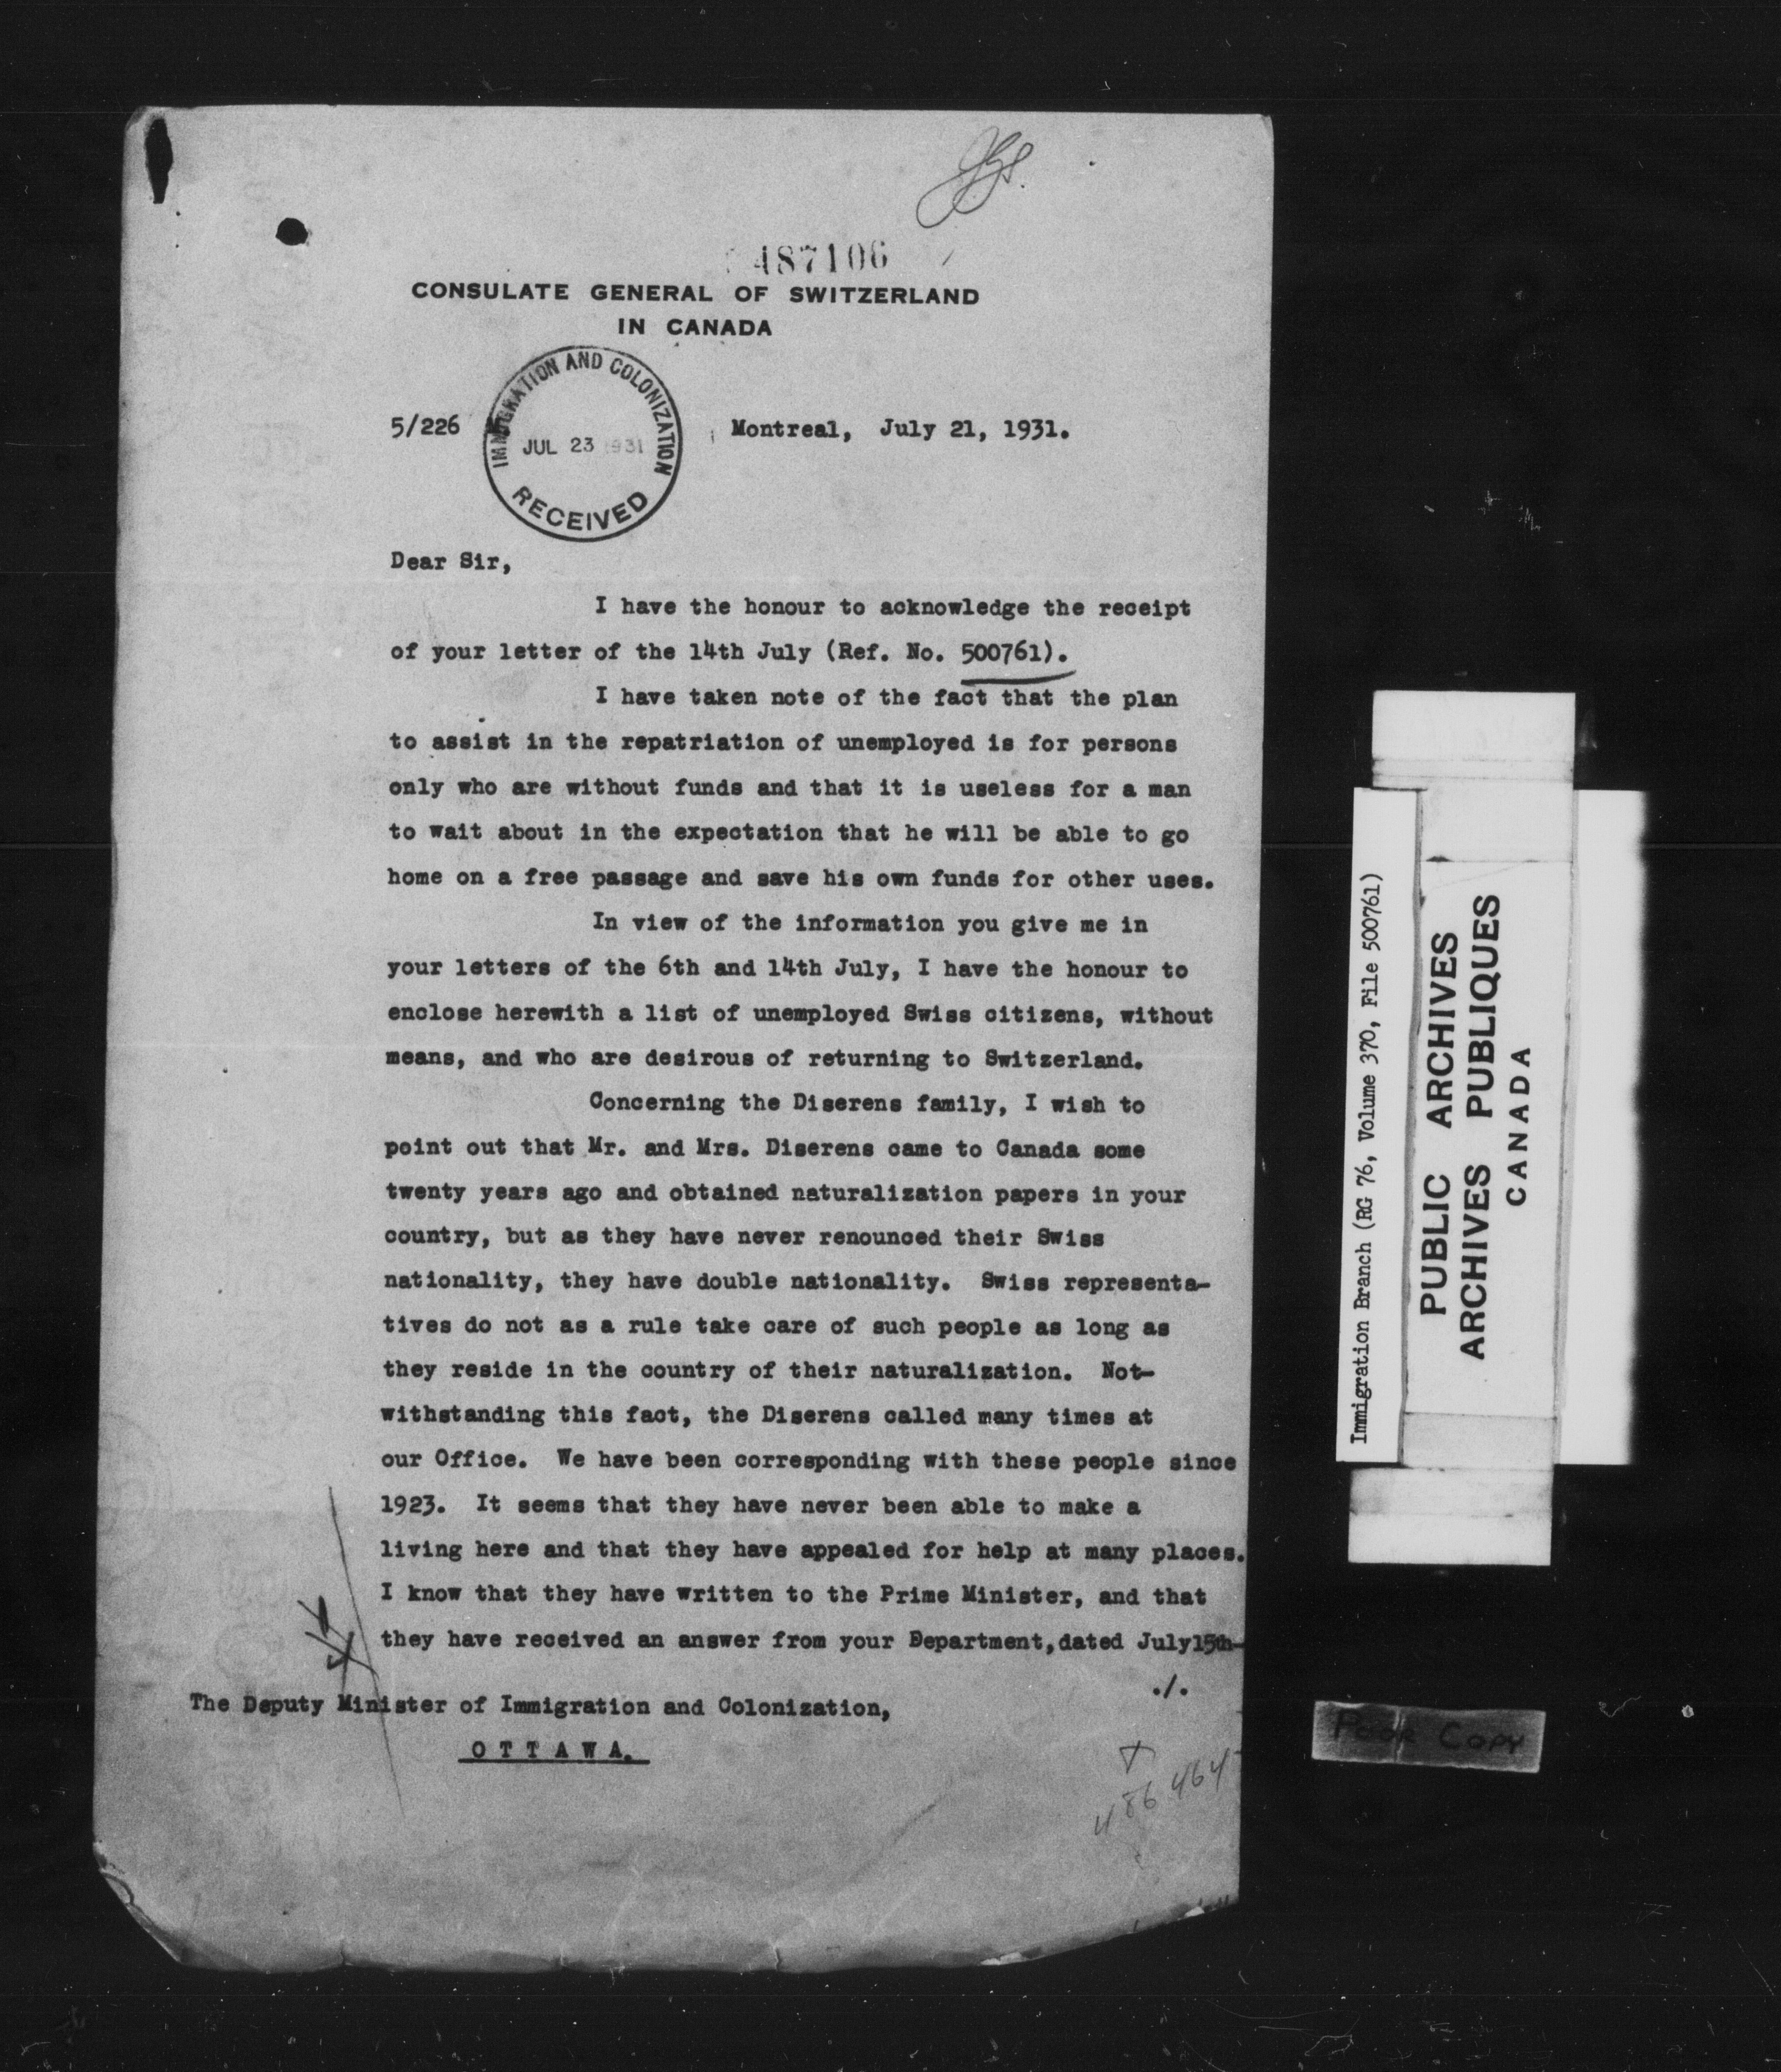 487106
CONSULATE GENERAL OF SWITZERLAND
IN CANADA
IMMIGRATION AND COLONIZATION
JUL 23 1931
RECEIVED
5/226
Montreal, July 21, 1931.
Dear Sir,
I have the honour to acknowledge the receipt
of your letter of the 14th July (Ref. No. 500761).
I have taken note of the fact that the plan
to assist in the repatriation of unemployed is for persons
only who are without funds and that it is useless for a man
to wait about in the expectation that he will be able to go
home on a free passage and save his own funds for other uses.
In view of the information you give me in
your letters of the 6th and 14th July, I have the honour to
enclose herewith a list of unemployed Swiss citizens, without
means, and who are desirous of returning to Switzerland.
Concerning the Diserens family, I wish to
point out that Mr. and Mrs. Diserens came to Canada some
twenty years ago and obtained naturalization papers in your
country, but as they have never renounced their Swiss
nationality, they have double nationality. Swiss representa-
tives do not as a rule take care of such people as long as
they reside in the country of their naturalization. Not-
withstanding this fact, the Diserens called many times at
our Office. We have been corresponding with these people since
1923. It seems that they have never been able to make a
living here and that they have appealed for help at many places.
I know that they have written to the Prime Minister, and that
they have received an answer from your Department, dated July 15th-
./.
The Deputy Minister of Immigration and Colonization,
OTTAWA.
486464
Immigration Branch (RG 76, Volume 370, File 500761)
PUBLIC ARCHIVES
ARCHIVES PUBLIQUES
CANADA
Poor Copy